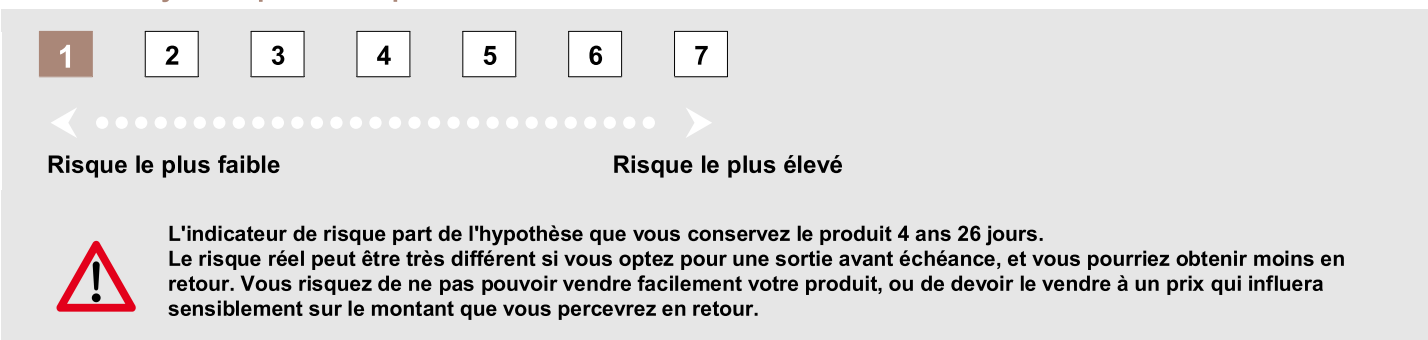 1 2 3 4 5 6 7
Risque le plus faible Risque le plus élevé
L'indicateur de risque part de l'hypothèse que vous conservez le produit 4 ans 26 jours.
Le risque réel peut être très différent si vous optez pour une sortie avant échéance, et vous pourriez obtenir moins en
retour. Vous risquez de ne pas pouvoir vendre facilement votre produit, ou de devoir le vendre à un prix qui influera
sensiblement sur le montant que vous percevrez en retour.